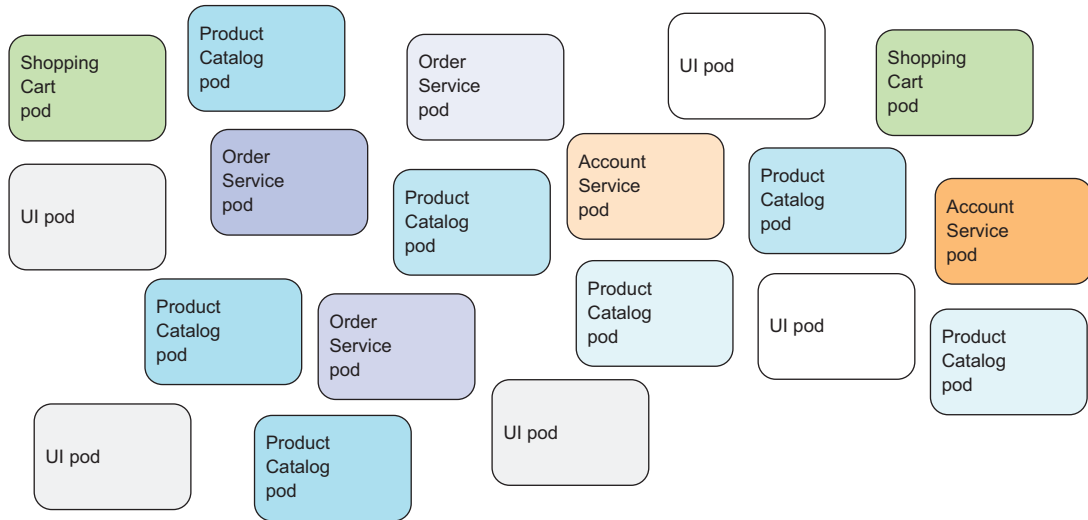 Shopping
Cart
pod
Product
Catalog
pod
Order
Service
pod
UI pod
Shopping
Cart
pod
UI pod
Order
Service
pod
Product
Catalog
pod
Account
Service
pod
Product
Catalog
pod
Account
Service
pod
Product
Catalog
pod
Order
Service
pod
Product
Catalog
pod
UI pod
Product
Catalog
pod
UI pod
Product
Catalog
pod
UI pod